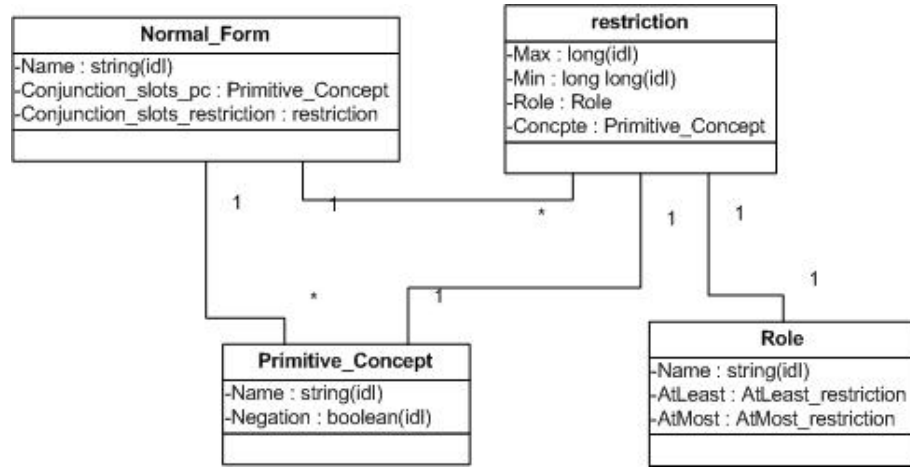 Normal_Form
-Name : string(idl)
-Conjunction_slots_pc : Primitive_Concept
-Conjunction_slots_restriction : restriction
restriction
-Max : long(idl)
-Min : long long(idl)
-Role : Role
-Concpte : Primitive_Concept
1
1
*
1
1
*
1
1
Primitive_Concept
-Name : string(idl)
-Negation : boolean(idl)
Role
-Name : string(idl)
-AtLeast : AtLeast_restriction
-AtMost : AtMost_restriction